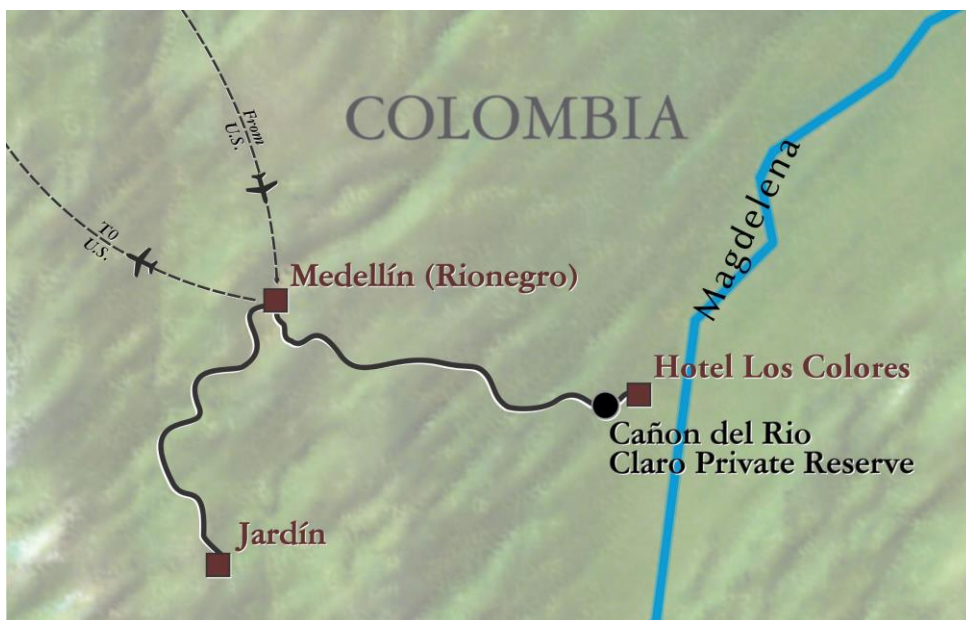 COLOMBIA
From
U.S.
To
U.S.
Magdelena
Medellín (Rionegro)
Hotel Los Colores
Cañon del Rio
Claro Private Reserve
Jardín